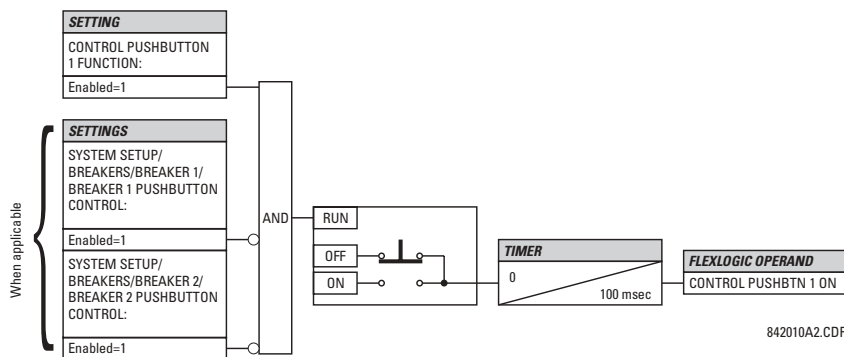 SETTING
CONTROL PUSHBUTTON
1 FUNCTION:
Enabled=1
When applicable
SETTINGS
SYSTEM SETUP/
BREAKERS/BREAKER 1/
BREAKER 1 PUSHBUTTON
CONTROL:
Enabled=1
SYSTEM SETUP/
BREAKERS/BREAKER 2/
BREAKER 2 PUSHBUTTON
CONTROL:
Enabled=1
AND
RUN
OFF
ON
TIMER
0
100 msec
FLEXLOGIC OPERAND
CONTROL PUSHBTN 1 ON
842010A2.CDR